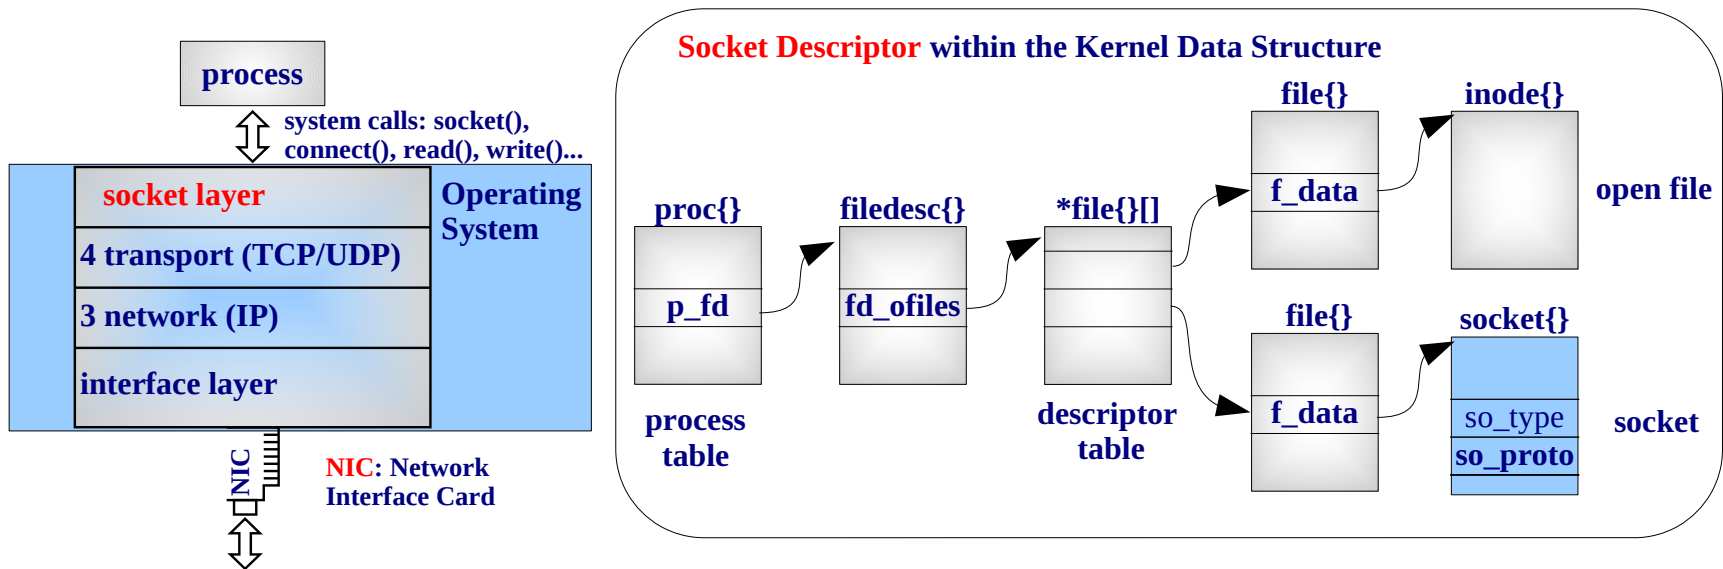 process
system calls: socket(),
connect(), read(), write()...
socket layer
Operating
System
4 transport (TCP/UDP)
3 network (IP)
interface layer
NIC
NIC: Network
Interface Card
Socket Descriptor within the Kernel Data Structure
proc{}
p_fd
process
table
filedesc{}
fd_ofiles
*file{}[]
descriptor
table
file{}
f_data
inode{}
open file
file{}
f_data
socket{}
so_type
so_proto
socket